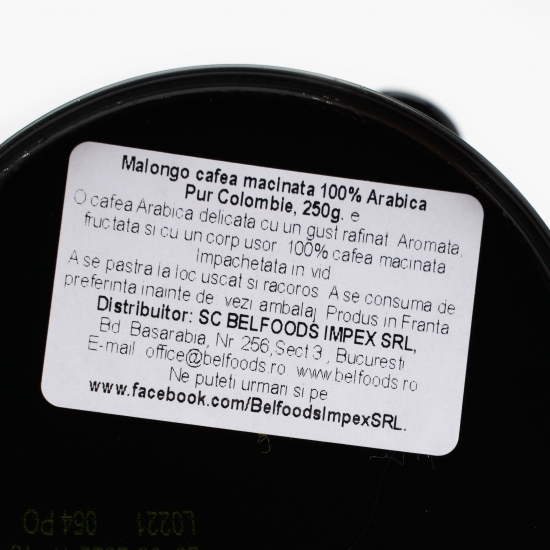 Malongo cafea macinata 100% Arabica
Pur Colombie, 250g. e
O cafea Arabica delicata cu un gust rafinat. Aromata,
fructata si cu un corp usor. 100% cafea macinata.
Impachetata in vid.
A se pastra la loc uscat si racoros. A se consuma de
preferinta inainte de: vezi ambalaj. Produs in Franta
Distribuitor: SC BELFOODS IMPEX SRL,
Bd. Basarabia, Nr 256,Sect 3, Bucuresti
E-mail office@belfoods.ro www.belfoods.ro
Ne puteti urmari si pe
www.facebook.com/BelfoodsImpexSRL.
L0221 054 PO